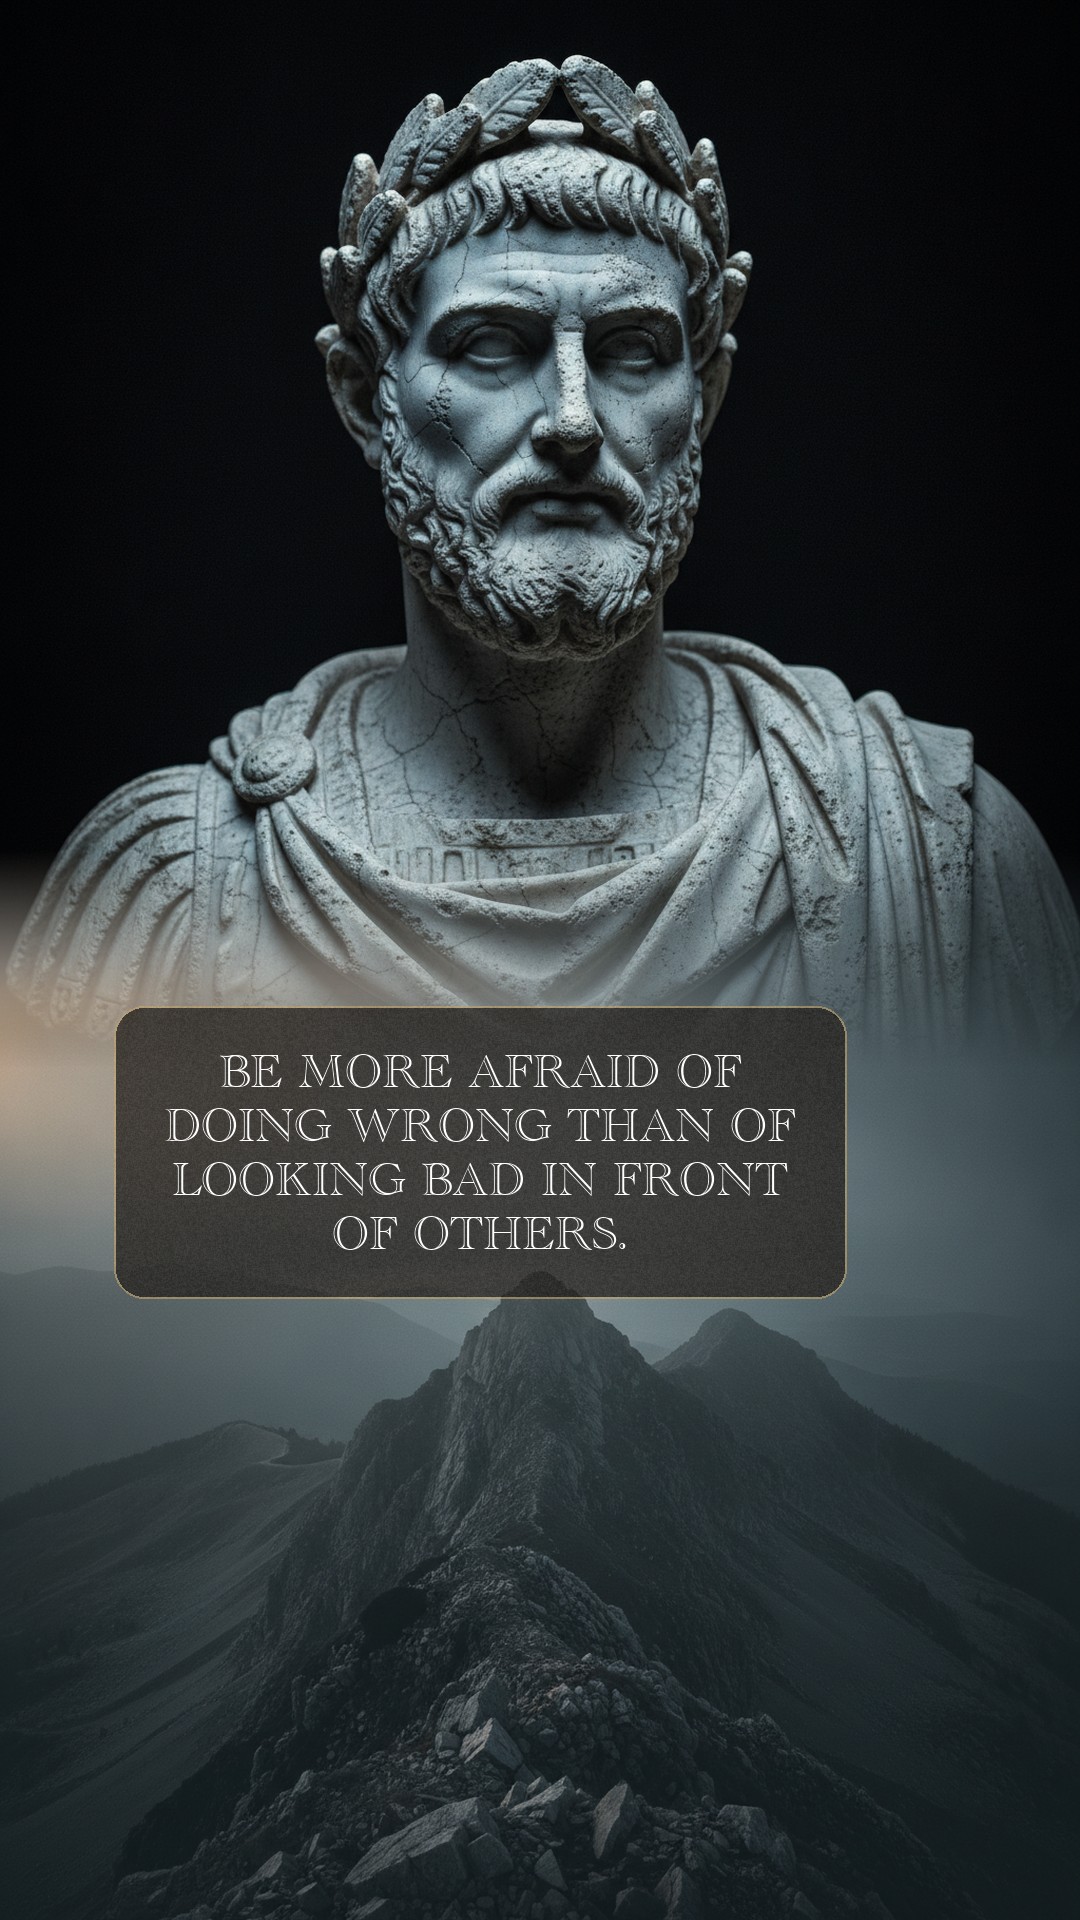 BE MORE AFRAID OF
DOING WRONG THAN OF
LOOKING BAD IN FRONT
OF OTHERS.